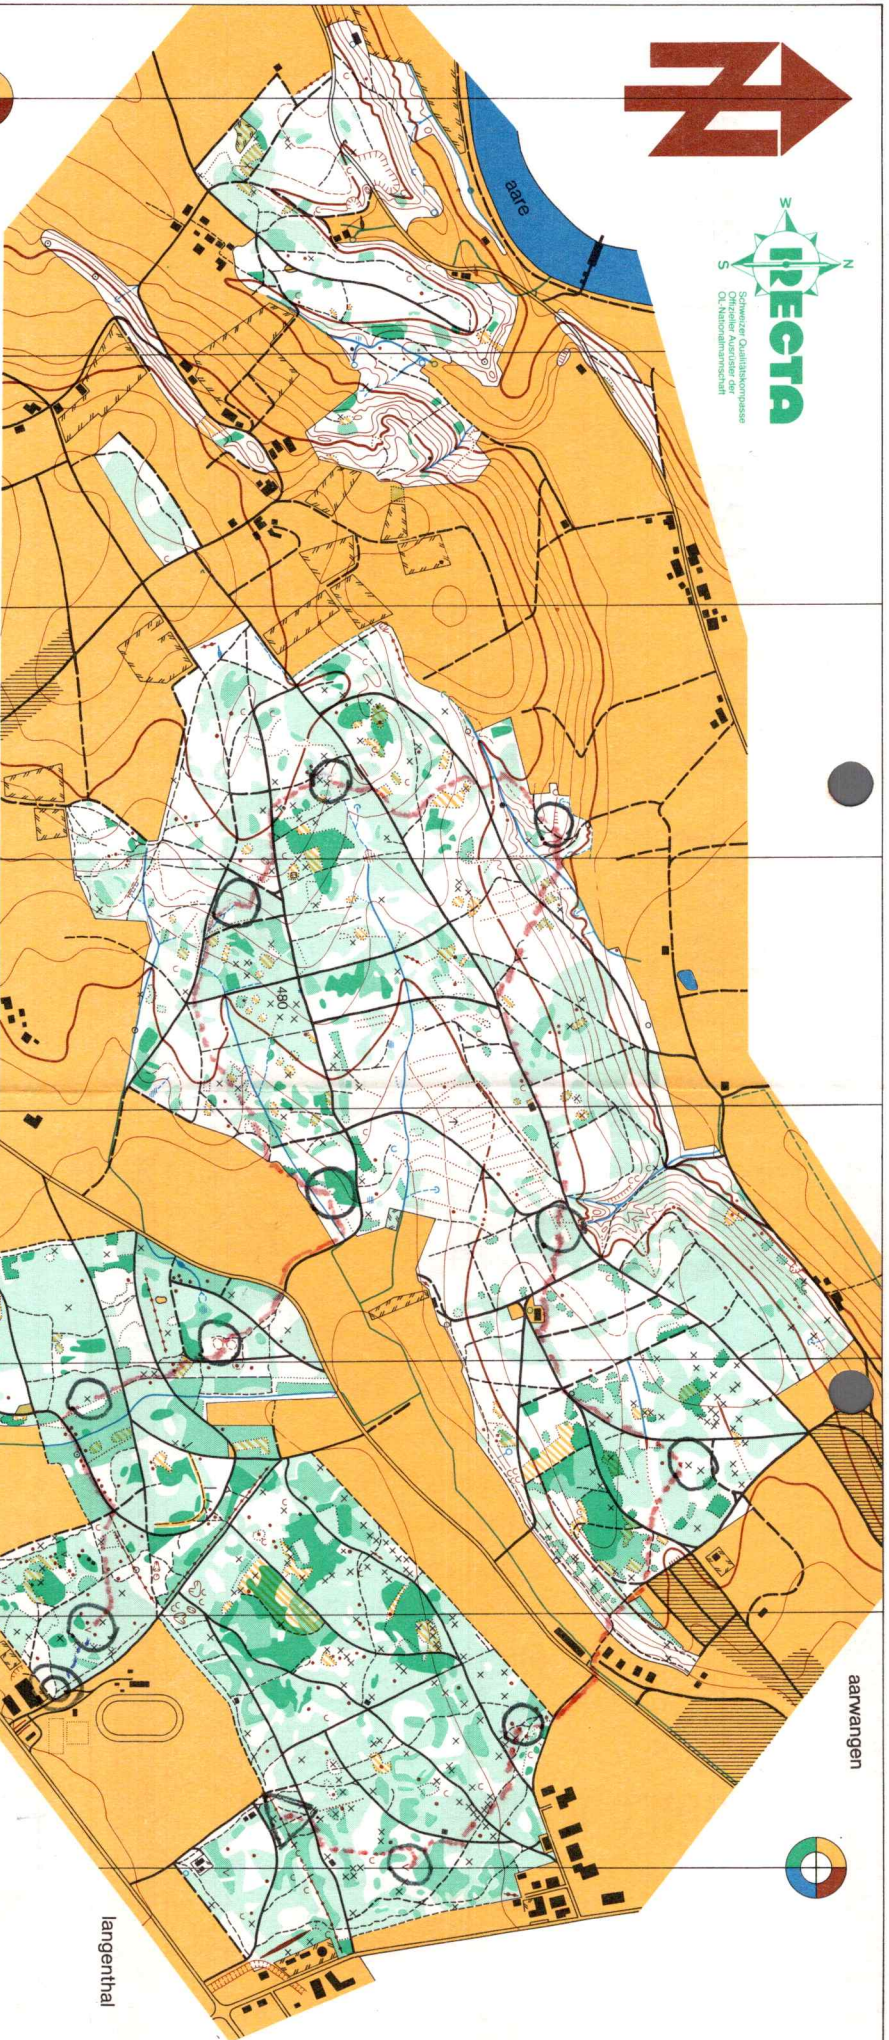 aare
W
N
S
RECTA
Schweizer Qualitätskompasse
Offizieller Ausrüster der
OL-Nationalmannschaft
480
aarwangen
langenthal